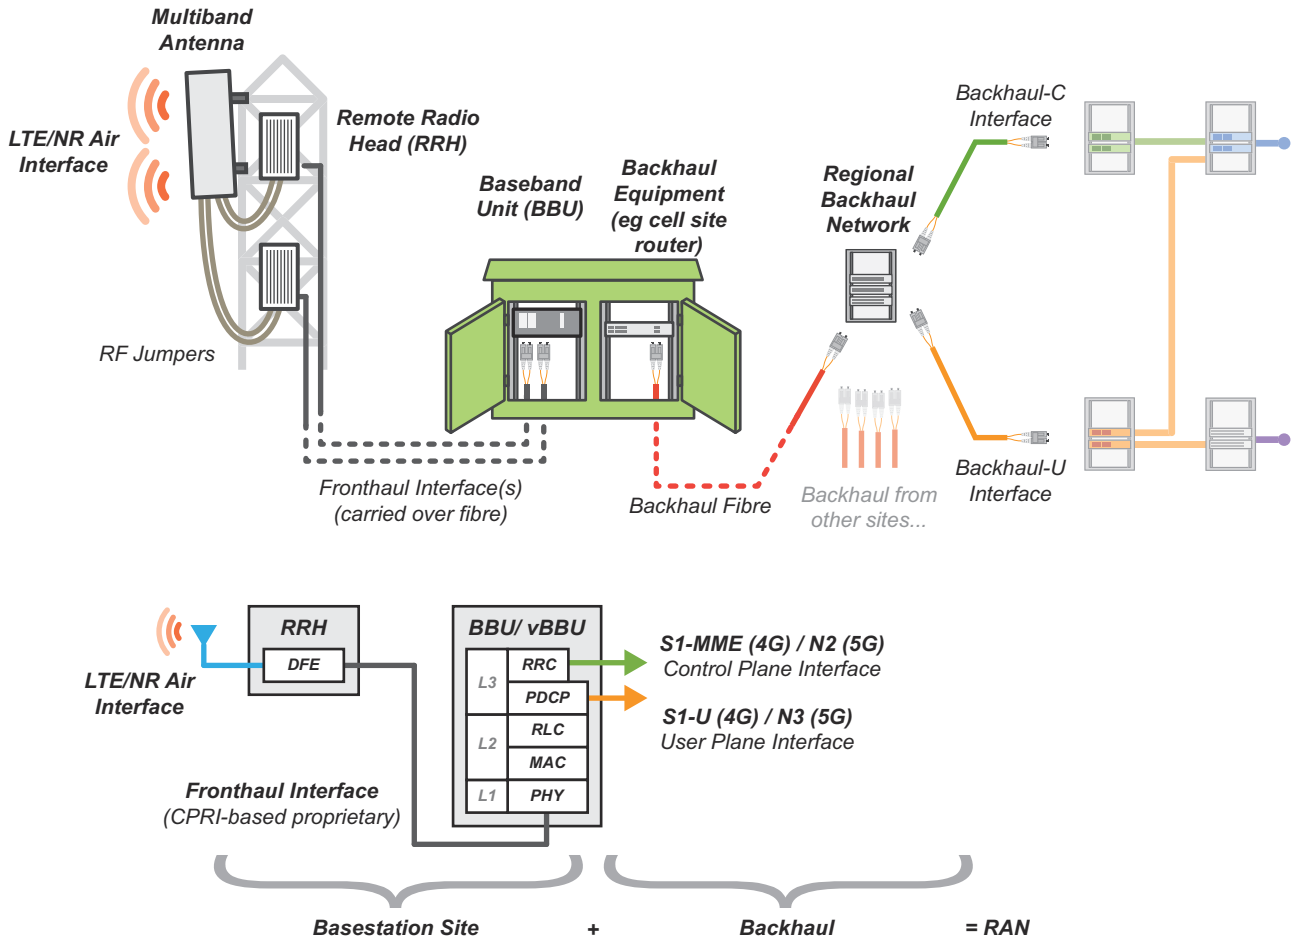 Multiband
Antenna
LTE/NR Air
Interface
Remote Radio
Head (RRH)
RF Jumpers
Baseband
Unit (BBU)
Backhaul
Equipment
(eg cell site
router)
Regional
Backhaul
Network
Backhaul-C
Interface
Backhaul-U
Interface
Fronthaul Interface(s)
(carried over fibre)
Backhaul Fibre
Backhaul from
other sites...
LTE/NR Air
Interface
RRH
DFE
Fronthaul Interface
(CPRI-based proprietary)
BBU/ vBBU
L3
RRC
PDCP
L2
RLC
MAC
L1
PHY
S1-MME (4G) / N2 (5G)
Control Plane Interface
S1-U (4G) / N3 (5G)
User Plane Interface
Basestation Site + Backhaul = RAN